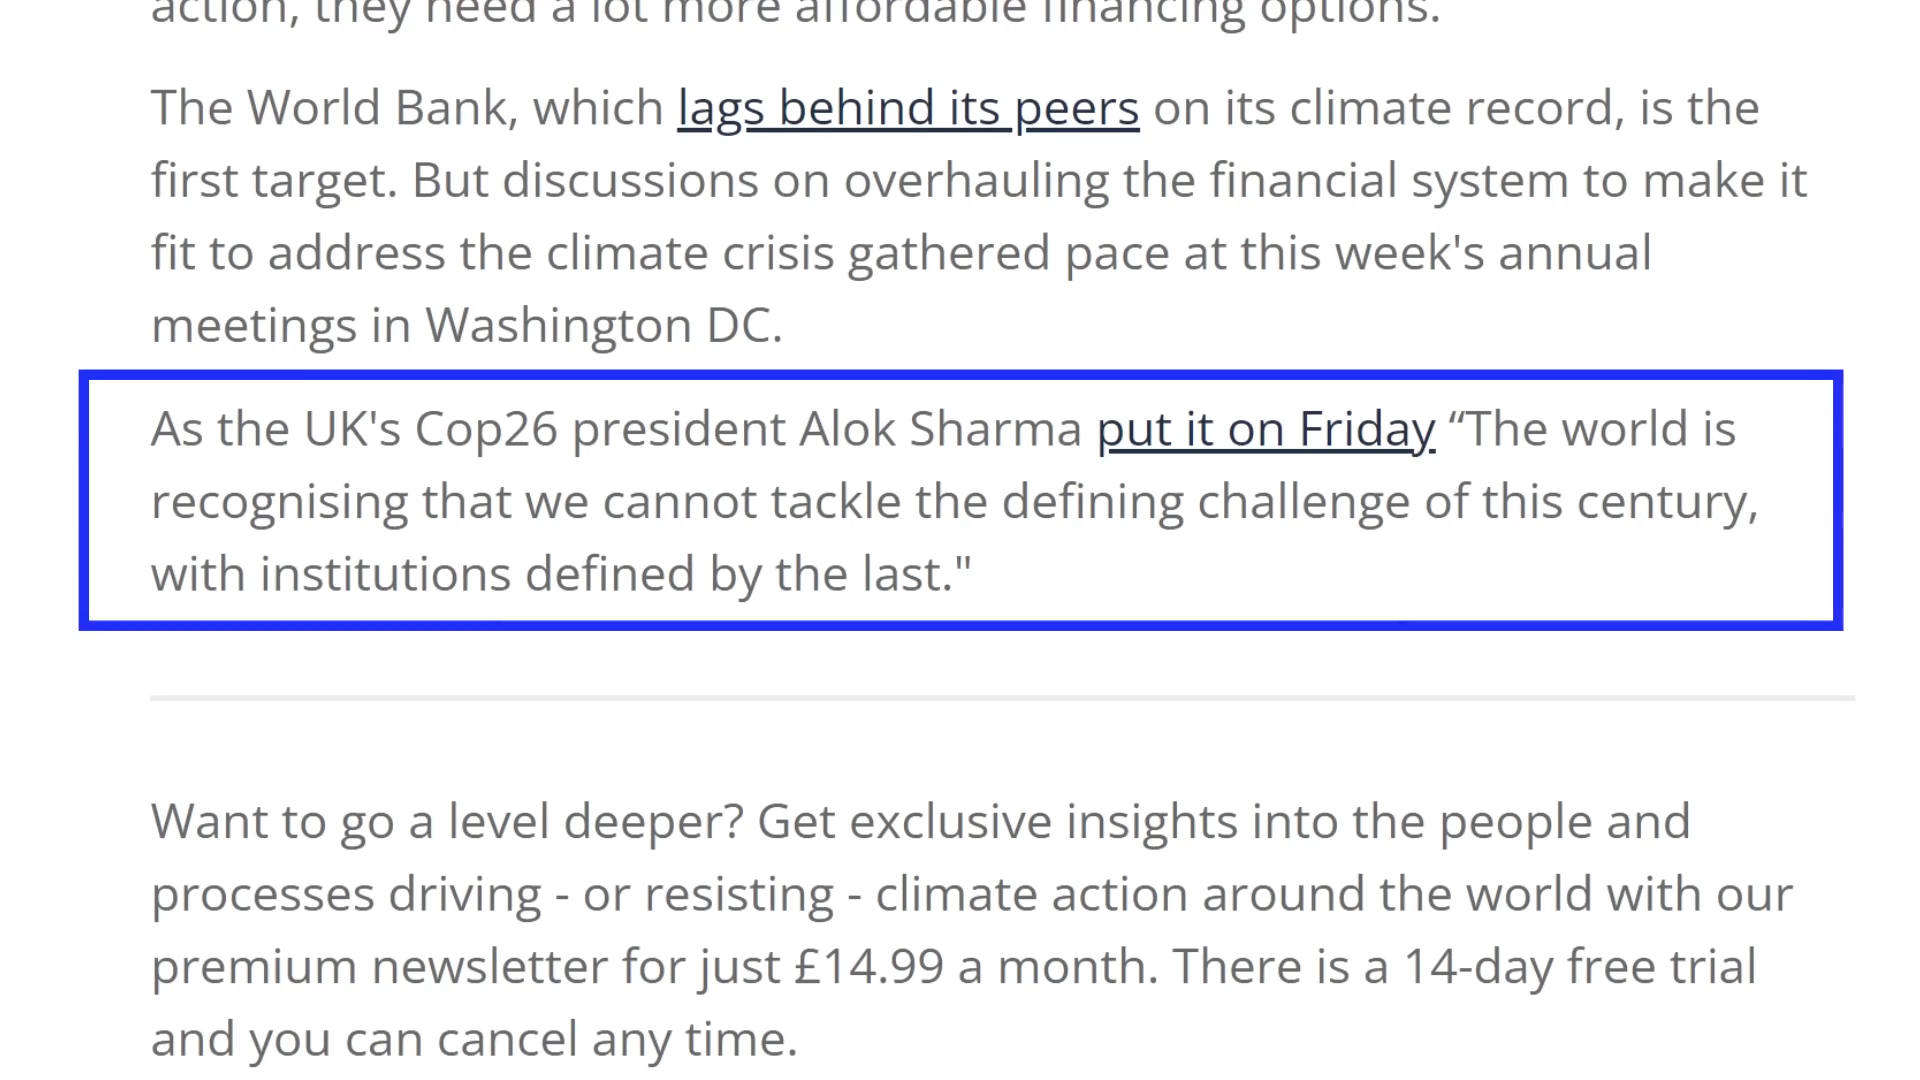 action, they need a lot more affordable financing options.
The World Bank, which lags behind its peers on its climate record, is the
first target. But discussions on overhauling the financial system to make it
fit to address the climate crisis gathered pace at this week's annual
meetings in Washington DC.
As the UK's Cop26 president Alok Sharma put it on Friday “The world is
recognising that we cannot tackle the defining challenge of this century,
with institutions defined by the last."
Want to go a level deeper? Get exclusive insights into the people and
processes driving - or resisting - climate action around the world with our
premium newsletter for just £14.99 a month. There is a 14-day free trial
and you can cancel any time.